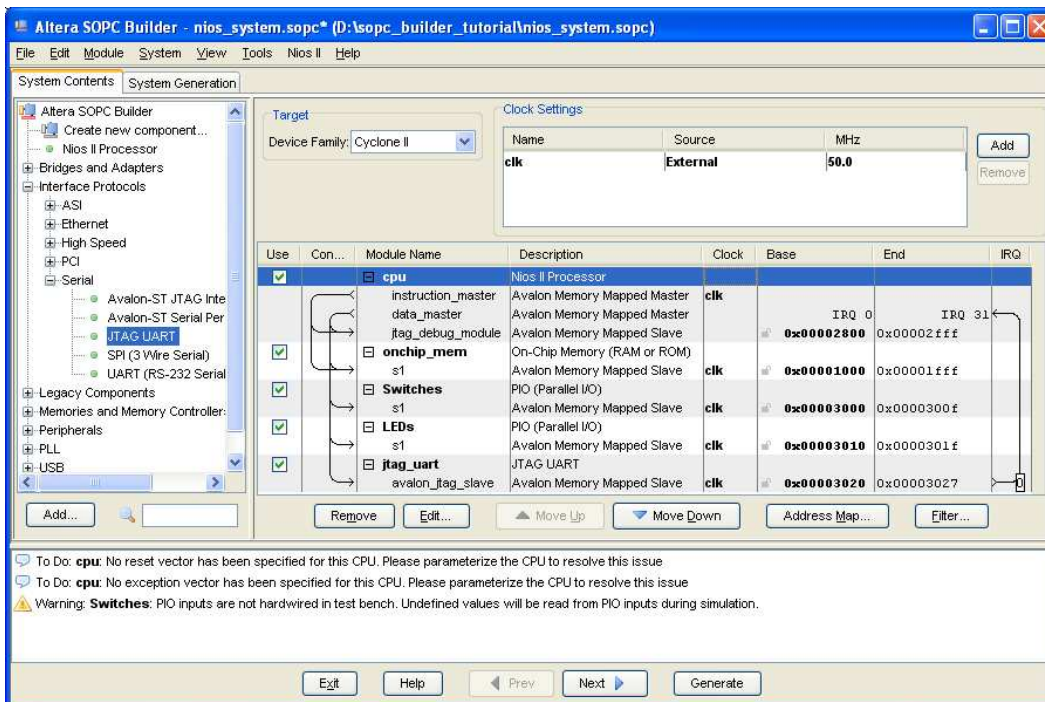 Altera SOPC Builder - nios_system.sopc* (D:\sopc_builder_tutorial\nios_system.sopc)
File Edit Module System View Tools Nios II Help
System Contents System Generation
Altera SOPC Builder
Create new component...
Nios II Processor
Bridges and Adapters
Interface Protocols
ASI
Ethernet
High Speed
PCI
Serial
Avalon-ST JTAG Inte
Avalon-ST Serial Per
JTAG UART
SPI (3 Wire Serial)
UART (RS-232 Serial
Legacy Components
Memories and Memory Controller:
Peripherals
PLL
USB
Add...
Target
Device Family: Cyclone II
Clock Settings
Name Source MHz
clk External 50.0
Add
Remove
Use Con... Module Name Description Clock Base End IRQ
cpu Nios II Processor
instruction_master Avalon Memory Mapped Master clk
data_master Avalon Memory Mapped Master IRQ 0 IRQ 31
jtag_debug_module Avalon Memory Mapped Slave 0x00002800 0x00002fff
onchip_mem On-Chip Memory (RAM or ROM)
s1 Avalon Memory Mapped Slave clk 0x00001000 0x00001fff
Switches PIO (Parallel I/O)
s1 Avalon Memory Mapped Slave clk 0x00003000 0x0000300f
LEDs PIO (Parallel I/O)
s1 Avalon Memory Mapped Slave clk 0x00003010 0x0000301f
jtag_uart JTAG UART
avalon_jtag_slave Avalon Memory Mapped Slave clk 0x00003020 0x00003027 0
Remove Edit... Move Up Move Down Address Map... Filter...
To Do: cpu: No reset vector has been specified for this CPU. Please parameterize the CPU to resolve this issue
To Do: cpu: No exception vector has been specified for this CPU. Please parameterize the CPU to resolve this issue
Warning: Switches: PIO inputs are not hardwired in test bench. Undefined values will be read from PIO inputs during simulation.
Exit Help Prev Next Generate